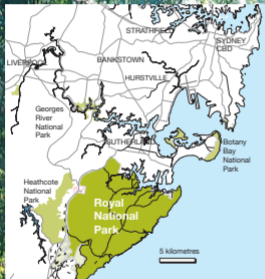 STRATHFIELD
SYDNEY
CBD
LIVERPOOL
BANKSTOWN
HURSTVILLE
Georges
River
National
Park
SUTHERLAND
Botany
Bay
National
Park
Heathcote
National
Park
Royal
National
Park
5 kilometres